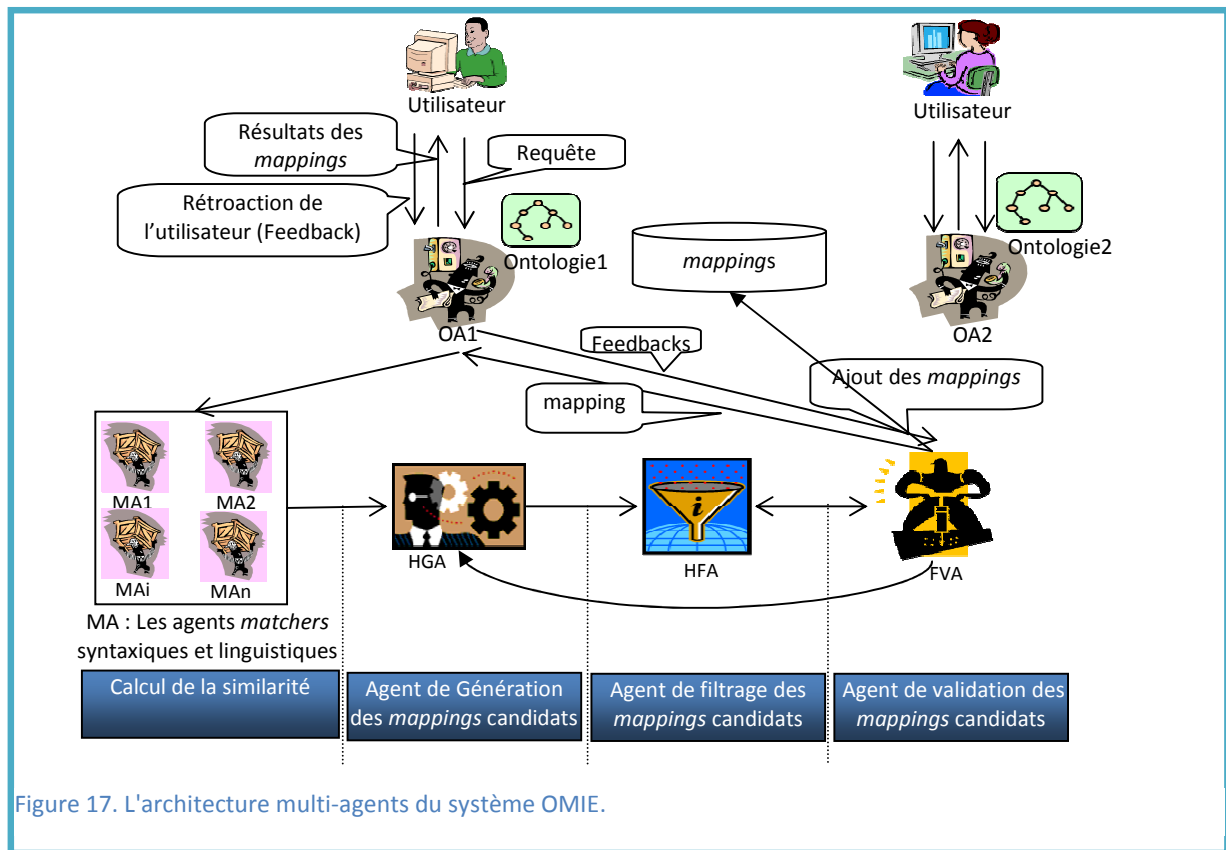 Utilisateur
Utilisateur
Résultats des
mappings
Requête
Rétroaction de
l'utilisateur (Feedback)
Ontologie1
Ontologie2
mappings
OA1
OA2
Feedbacks
Ajout des mappings
mapping
MA1
MA2
MAi
MAn
HGA
i
HFA
FVA
MA : Les agents matchers
syntaxiques et linguistiques
Calcul de la similarité
Agent de Génération
des mappings candidats
Agent de filtrage des
mappings candidats
Agent de validation des
mappings candidats
Figure 17. L'architecture multi-agents du système OMIE.